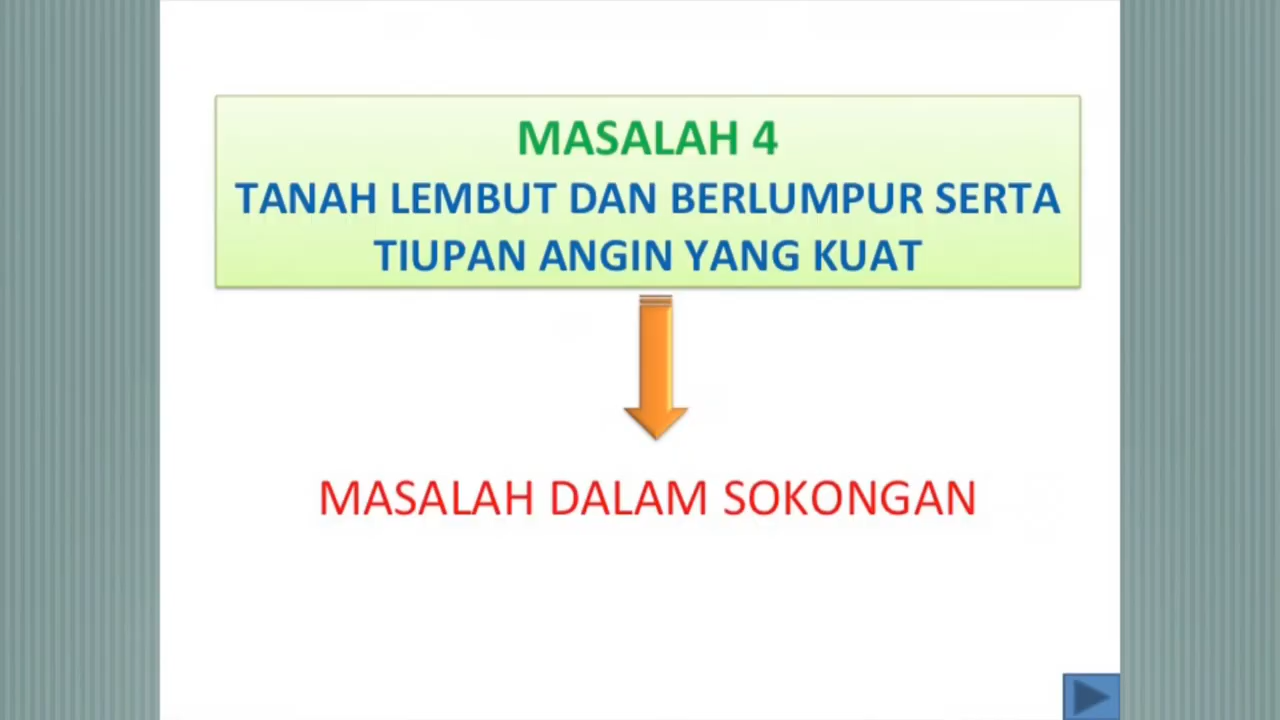 MASALAH 4
TANAH LEMBUT DAN BERLUMPUR SERTA
TIUPAN ANGIN YANG KUAT
MASALAH DALAM SOKONGAN